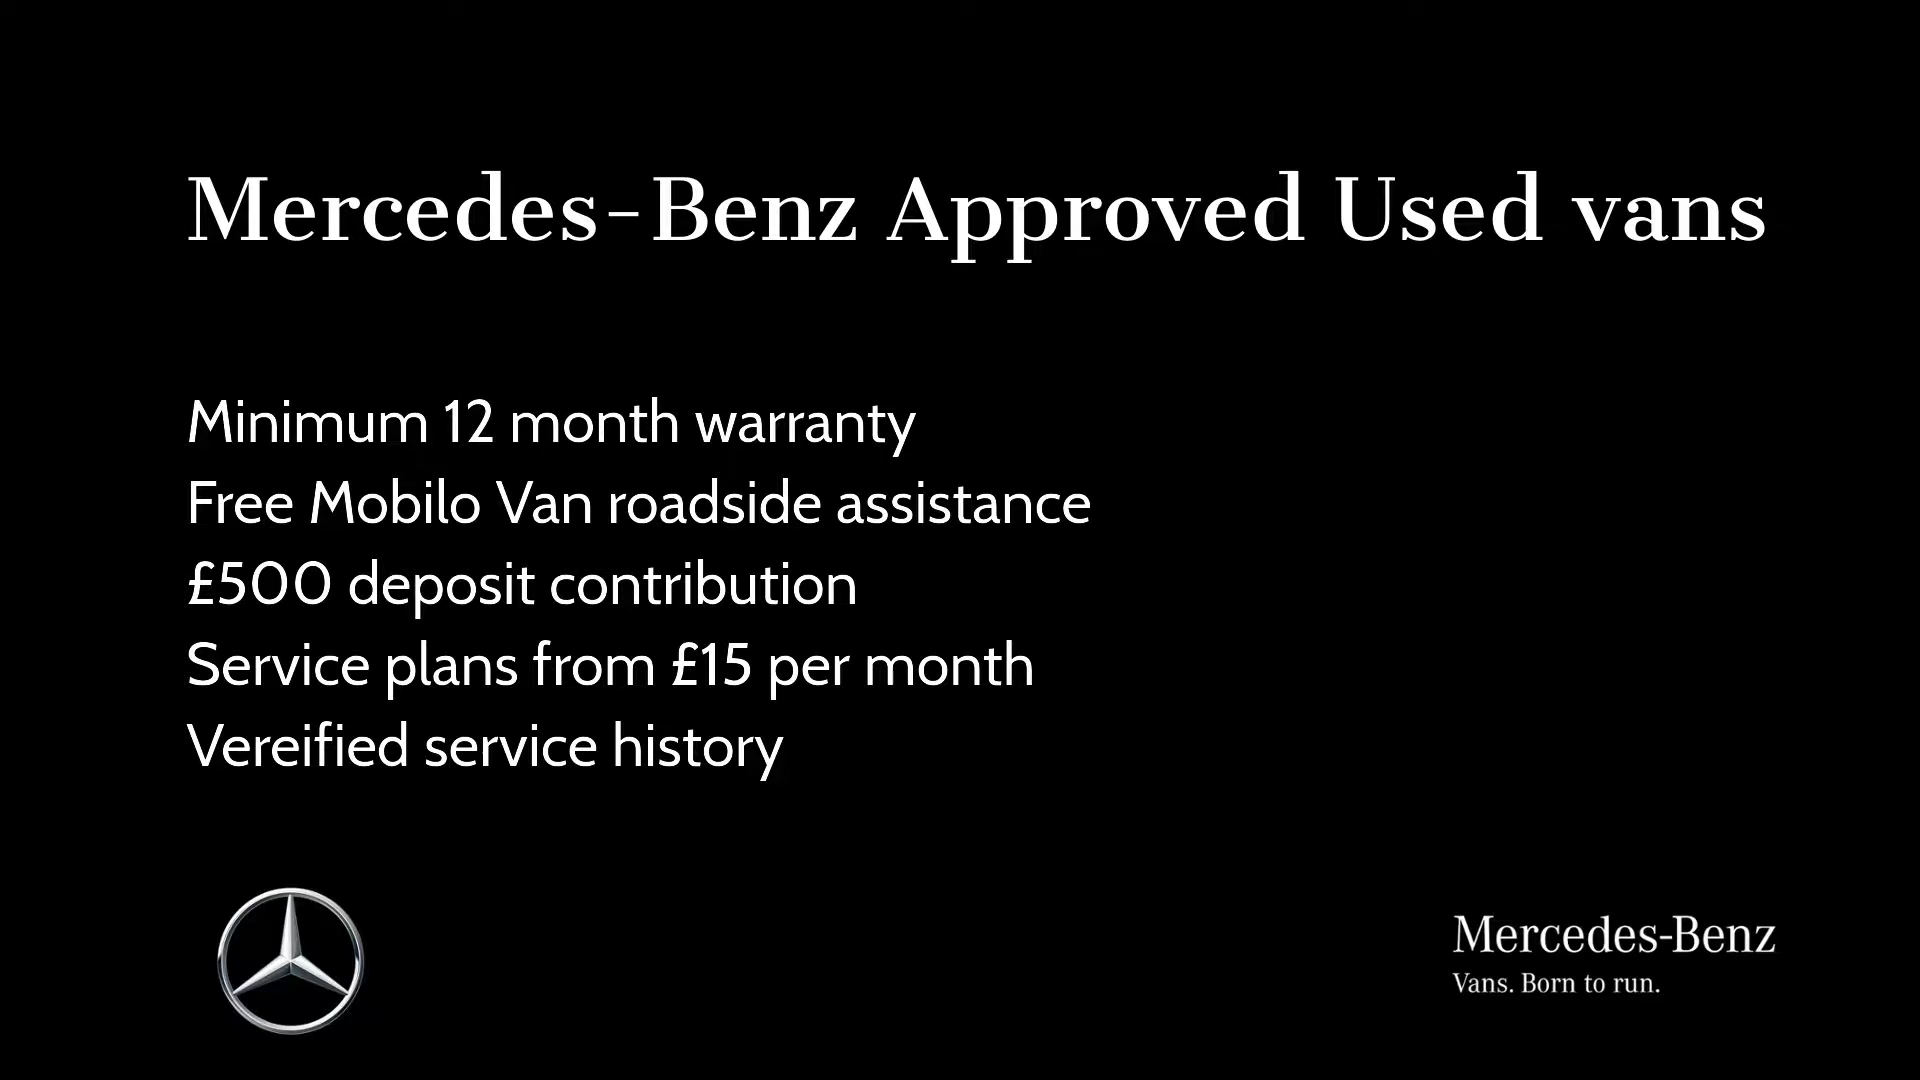 Mercedes-Benz Approved Used vans
Minimum 12 month warranty
Free Mobilo Van roadside assistance
£500 deposit contribution
Service plans from £15 per month
Vereified service history
Mercedes-Benz
Vans. Born to run.